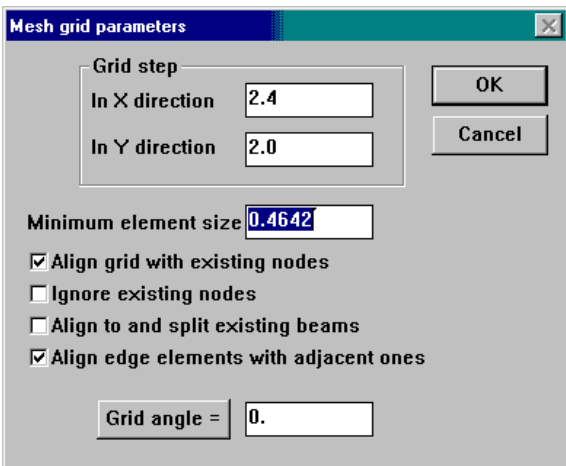 Mesh grid parameters
Grid step
In X direction 2.4
In Y direction 2.0
OK
Cancel
Minimum element size 0.4642
Align grid with existing nodes
Ignore existing nodes
Align to and split existing beams
Align edge elements with adjacent ones
Grid angle = 0.